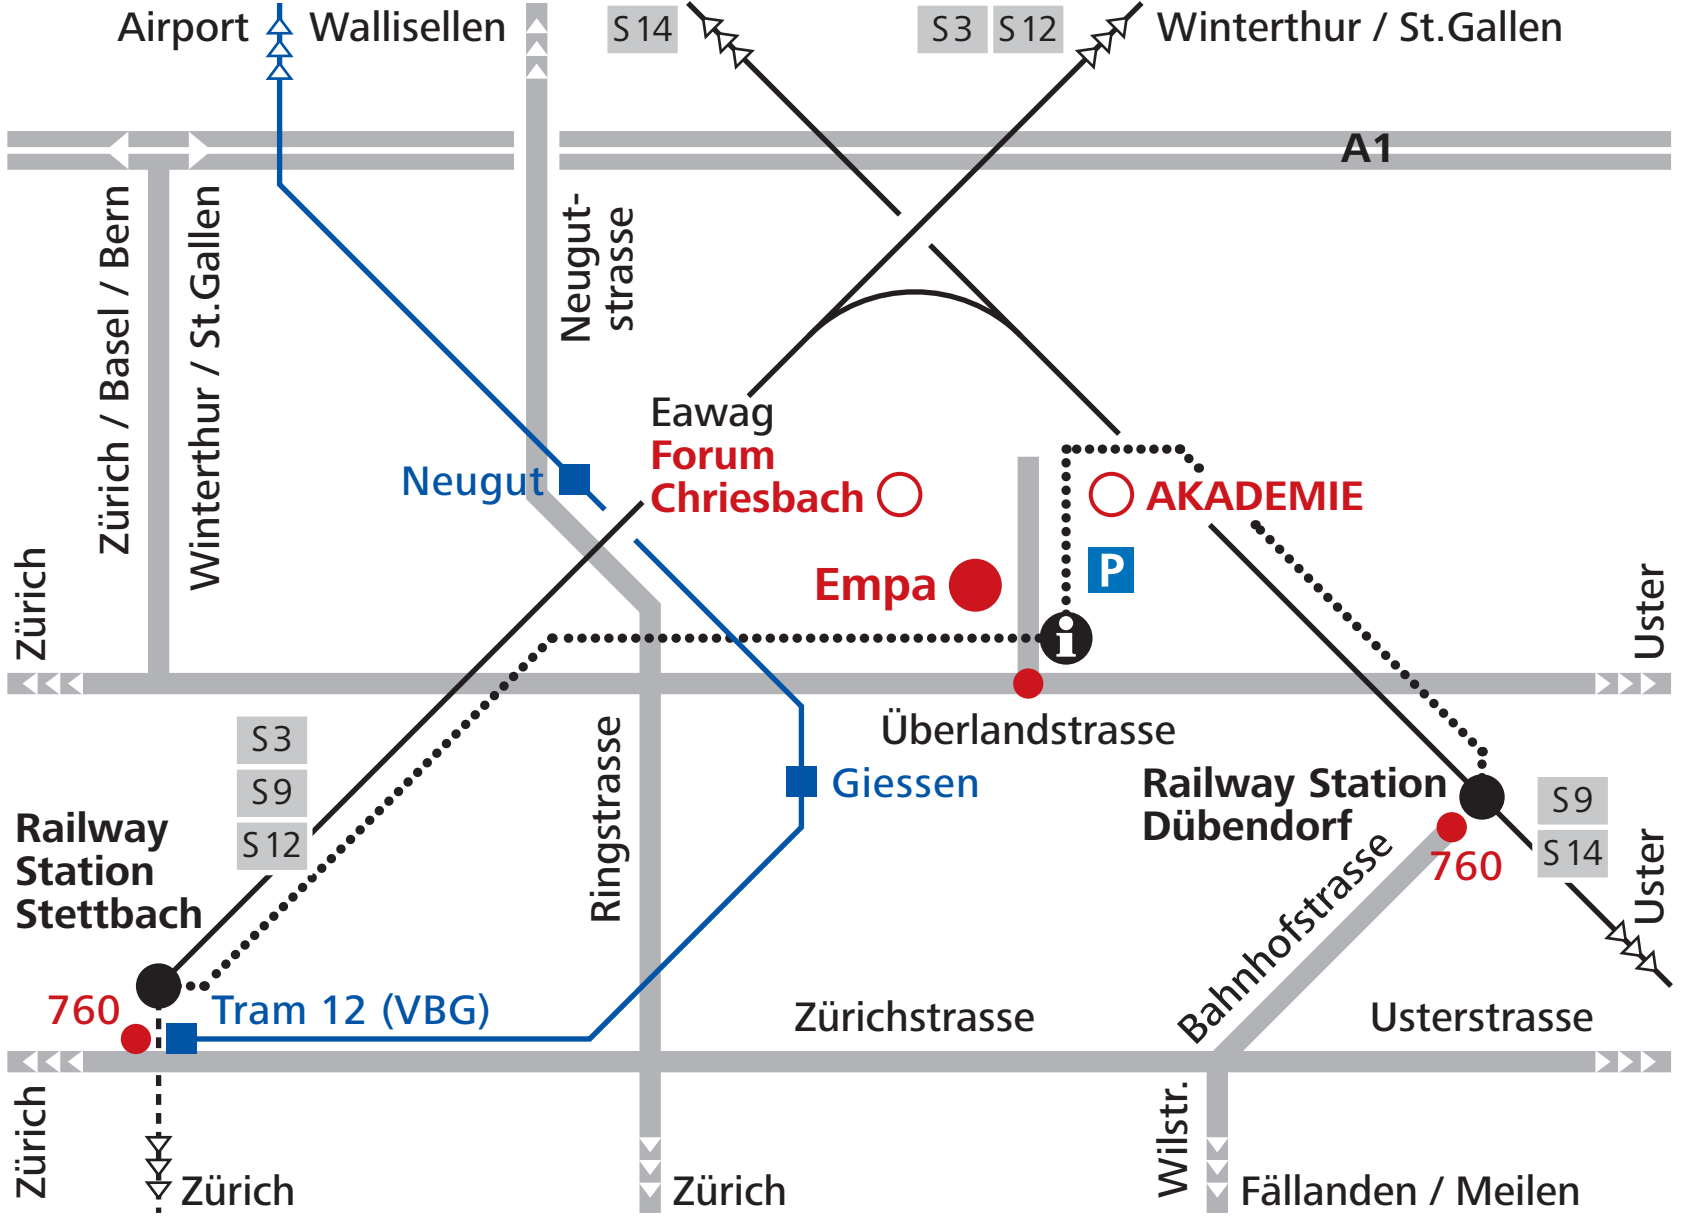 Airport
Wallisellen
S14
S3
S12
Winterthur / St.Gallen
A1
Zürich / Basel / Bern
Winterthur / St.Gallen
Neugut-
strasse
Eawag
Forum
Chriesbach
Neugut
AKADEMIE
P
Empa
i
Zürich
Uster
Überlandstrasse
S3
S9
S12
Railway
Station
Stettbach
Ringstrasse
Giessen
Railway Station
Dübendorf
760
S9
S14
Uster
Bahnhofstrasse
760
Tram 12 (VBG)
Zürichstrasse
Usterstrasse
Zürich
Zürich
Zürich
Wilstr.
Fällanden / Meilen